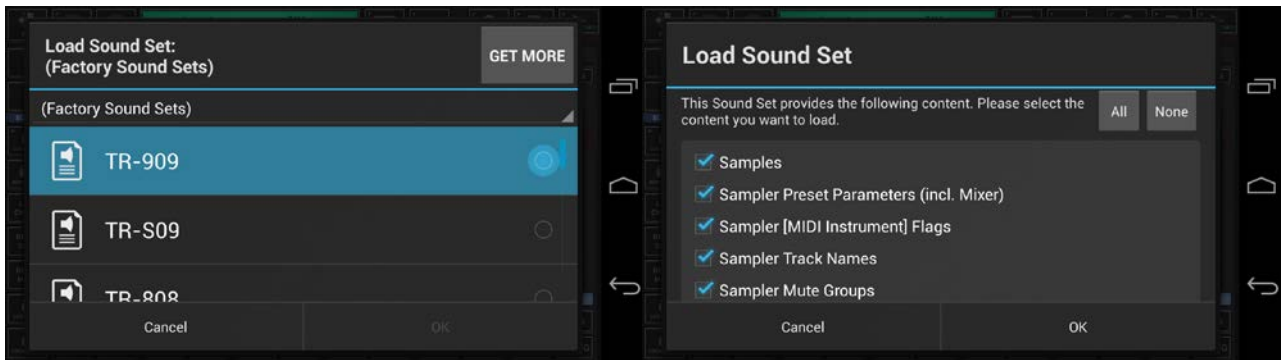 Load Sound Set:
(Factory Sound Sets)
GET MORE
(Factory Sound Sets)
TR-909
TR-S09
TR-808
Cancel
OK
Load Sound Set
This Sound Set provides the following content. Please select the
content you want to load.
All
None
Samples
Sampler Preset Parameters (incl. Mixer)
Sampler [MIDI Instrument] Flags
Sampler Track Names
Sampler Mute Groups
Cancel
OK